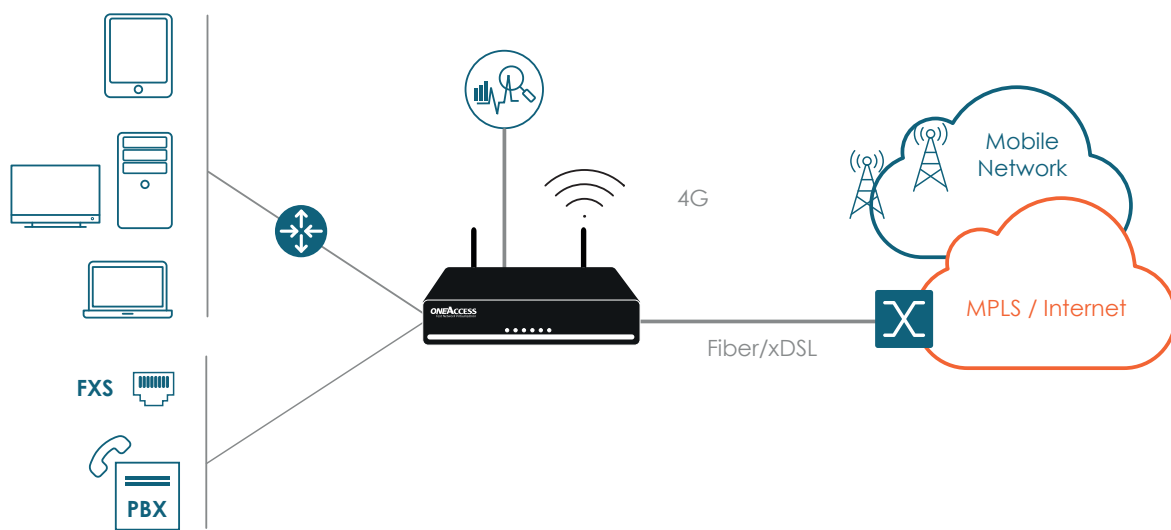 4G
Mobile
Network
ONEACCESS
MPLS / Internet
Fiber/xDSL
FXS
PBX